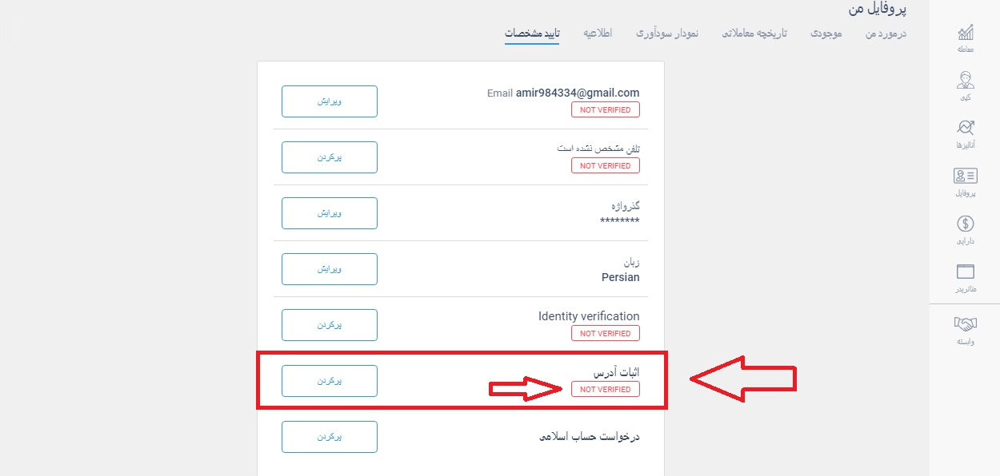 پروفایل من
درمورد من موجودی تاریخچه معاملاتی نمودار سودآوری اطلاعیه تایید مشخصات
Email amir984334@gmail.com
NOT VERIFIED
ویرایش
تلفن مشخص نشده است
NOT VERIFIED
پرکردن
گذرواژه
********
ویرایش
زبان
Persian
ویرایش
Identity verification
NOT VERIFIED
پرکردن
اثبات آدرس
NOT VERIFIED
پرکردن
درخواست حساب اسلامی
پرکردن
معامله
کپی
آنالیزها
پروفایل
دارایی
متاتریدر
وابسته